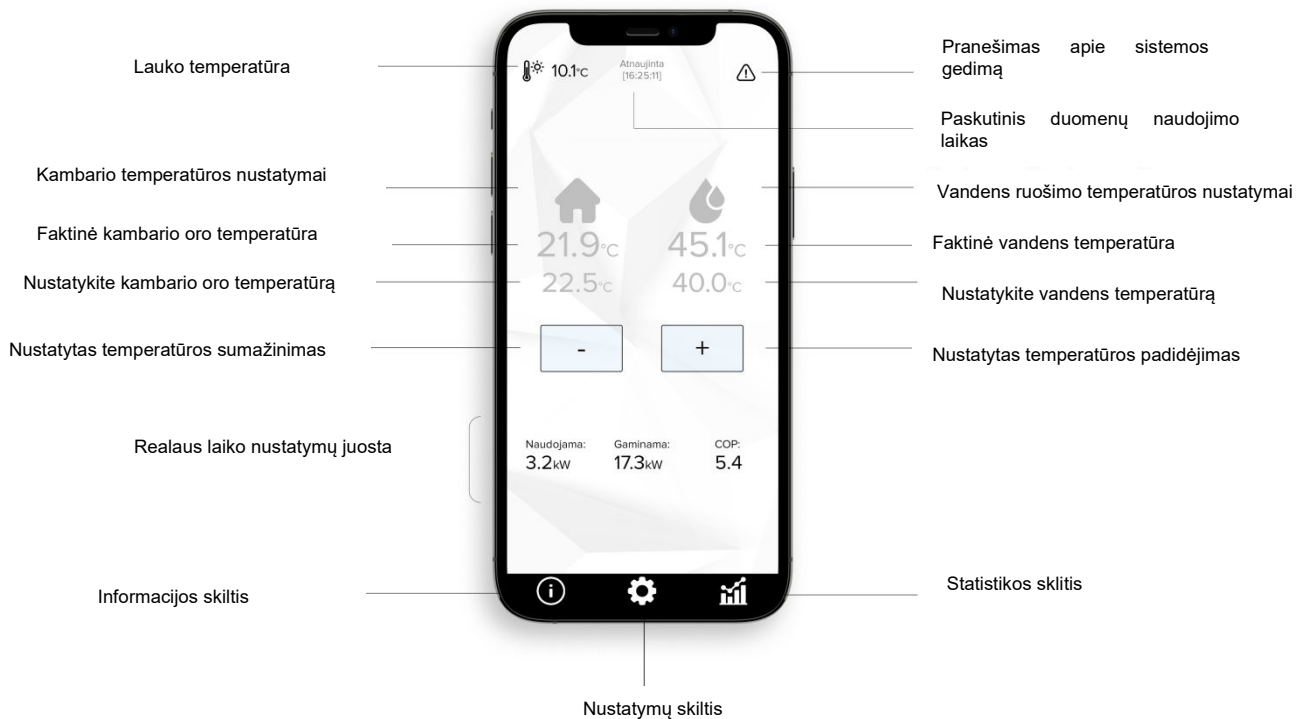 Lauko temperatūra
10.1°C
Atnaujinta
[16:25:11]
Pranešimas apie sistemos
gedimą
Paskutinis duomenų naudojimo
laikas
Kambario temperatūros nustatymai
Vandens ruošimo temperatūros nustatymai
Faktinė kambario oro temperatūra
21.9°C
45.1°C
Faktinė vandens temperatūra
Nustatykite kambario oro temperatūrą
22.5°C
40.0°C
Nustatykite vandens temperatūrą
Nustatytas temperatūros sumažinimas
-
+
Nustatytas temperatūros padidėjimas
Realaus laiko nustatymų juosta
Naudojama:
3.2kW
Gaminama:
17.3kW
COP:
5.4
Informacijos skiltis
Statistikos sklitis
Nustatymų skiltis